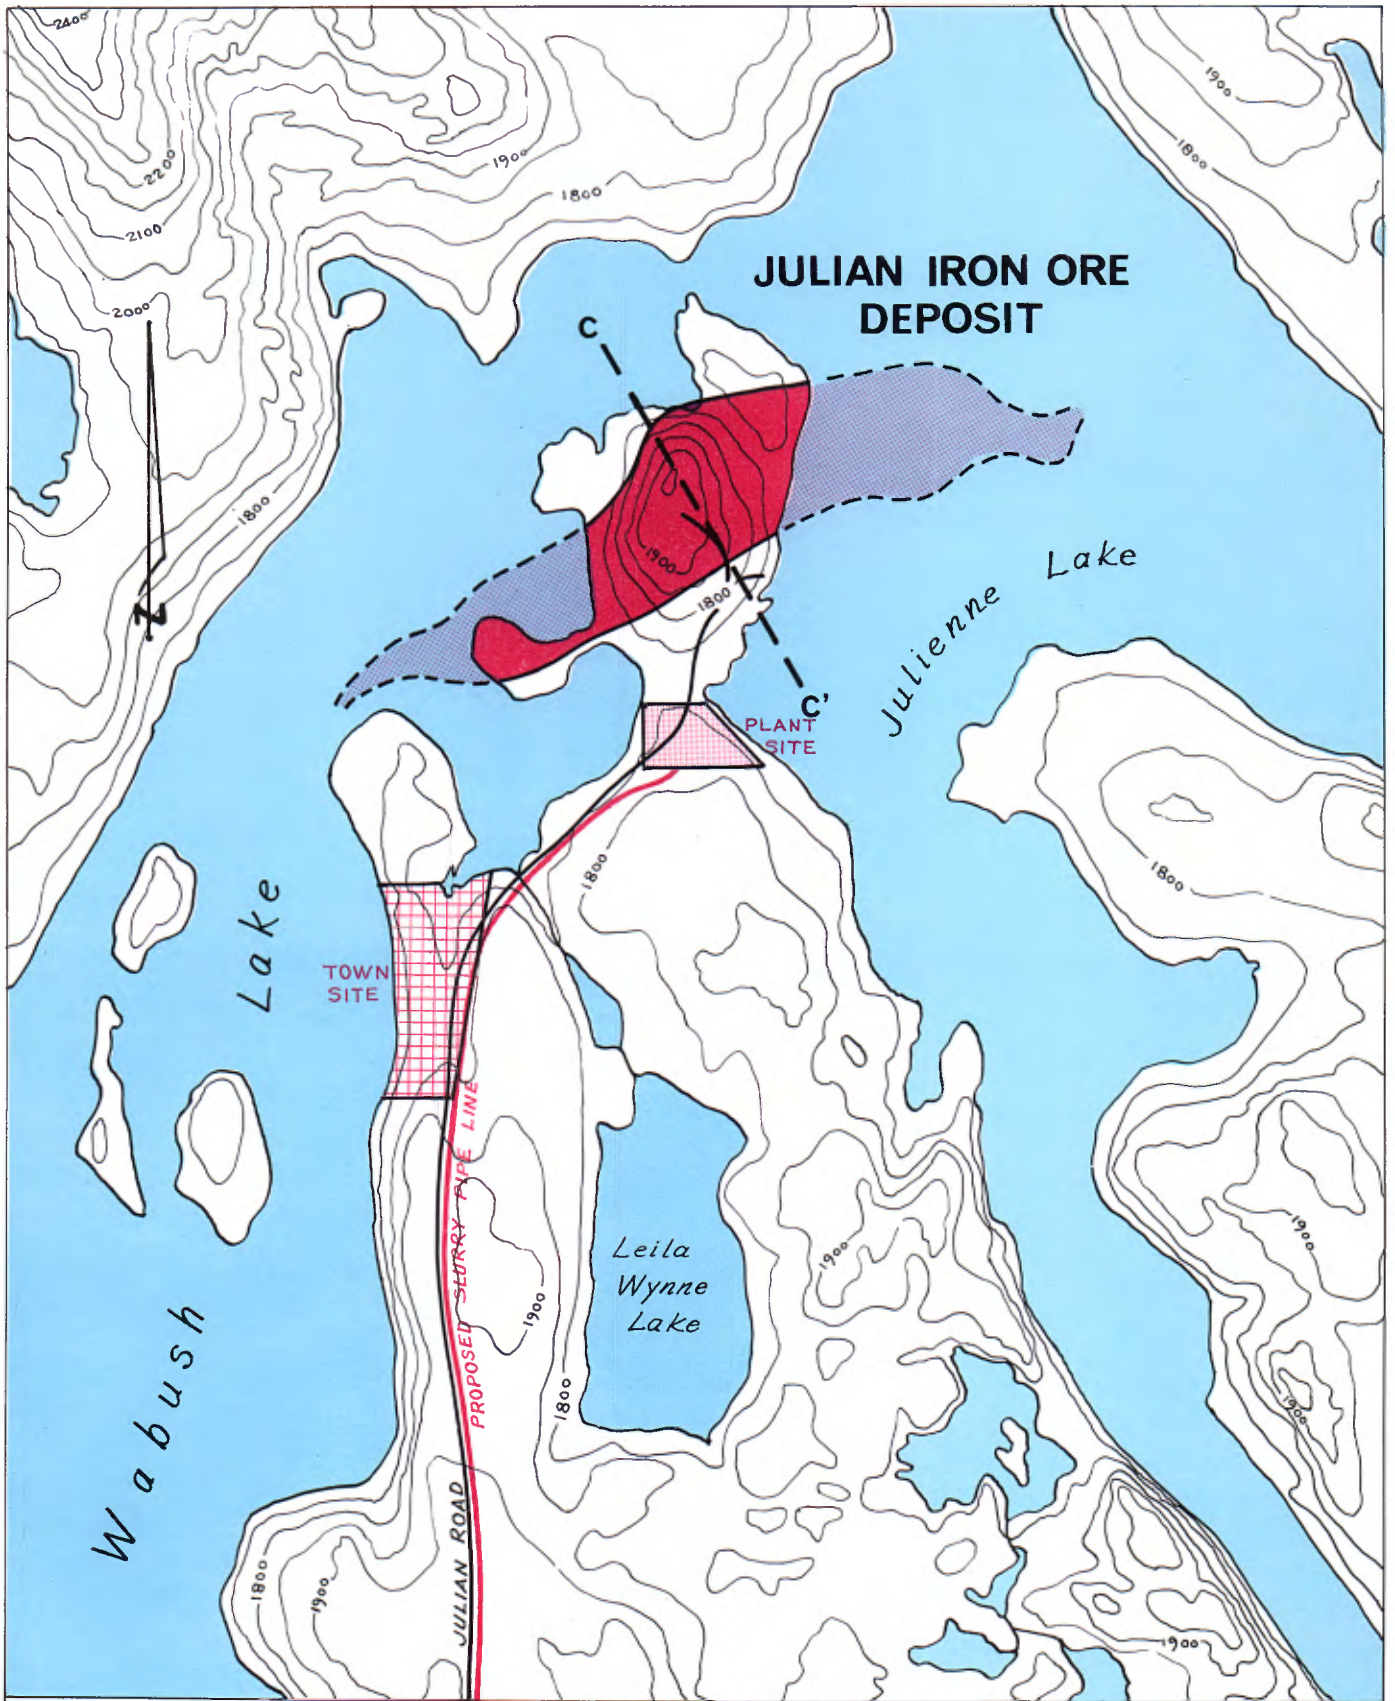 2400
1900
2200
1900
1800
1800
2100
JULIAN IRON ORE
DEPOSIT
2000
C
1800
1900
Julienne Lake
1800
N
C'
PLANT
SITE
1800
1800
Lake
TOWN
SITE
PROPOSED SLURRY PIPE LINE
Leila
Wynne
Lake
1900
1900
1900
1800
1900
Wabush
JULIAN ROAD
1800
1900
1900